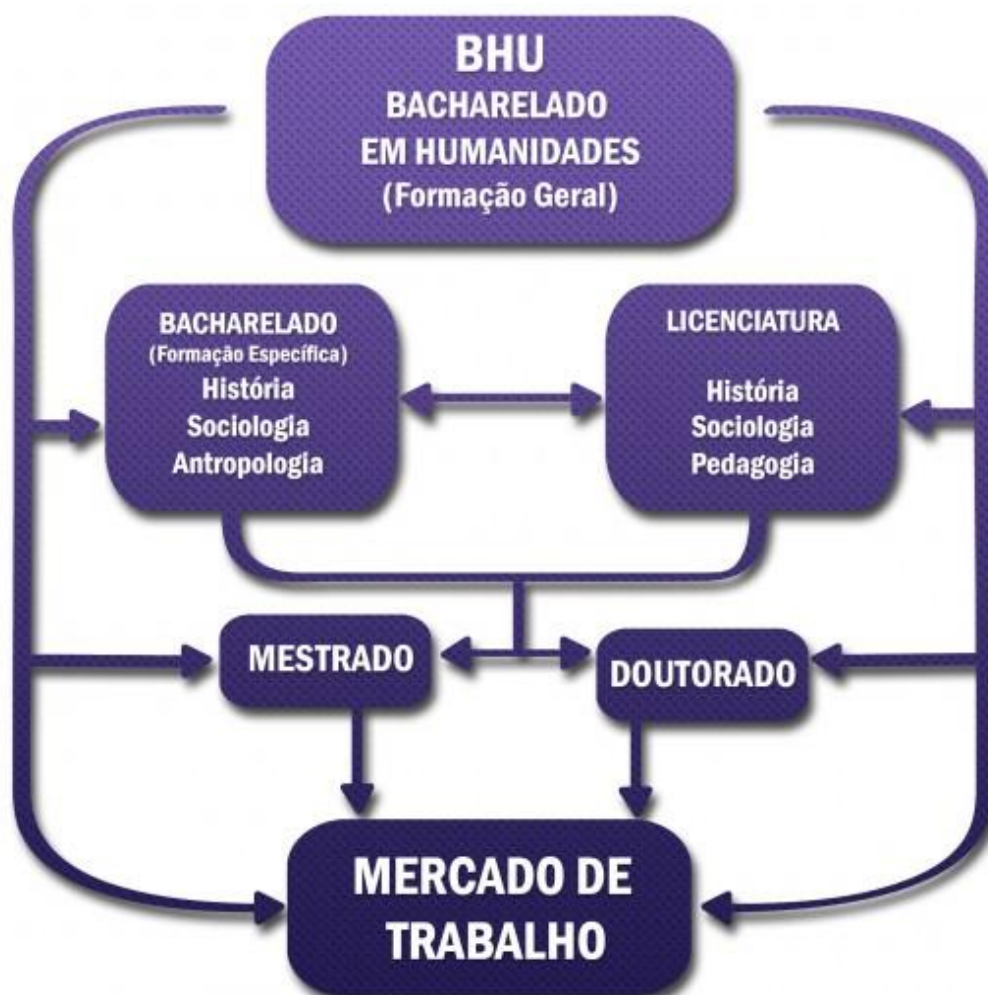 BHU
BACHARELADO
EM HUMANIDADES
(Formação Geral)
BACHARELADO
(Formação Específica)
História
Sociologia
Antropologia
LICENCIATURA
História
Sociologia
Pedagogia
MESTRADO
DOUTORADO
MERCADO DE
TRABALHO